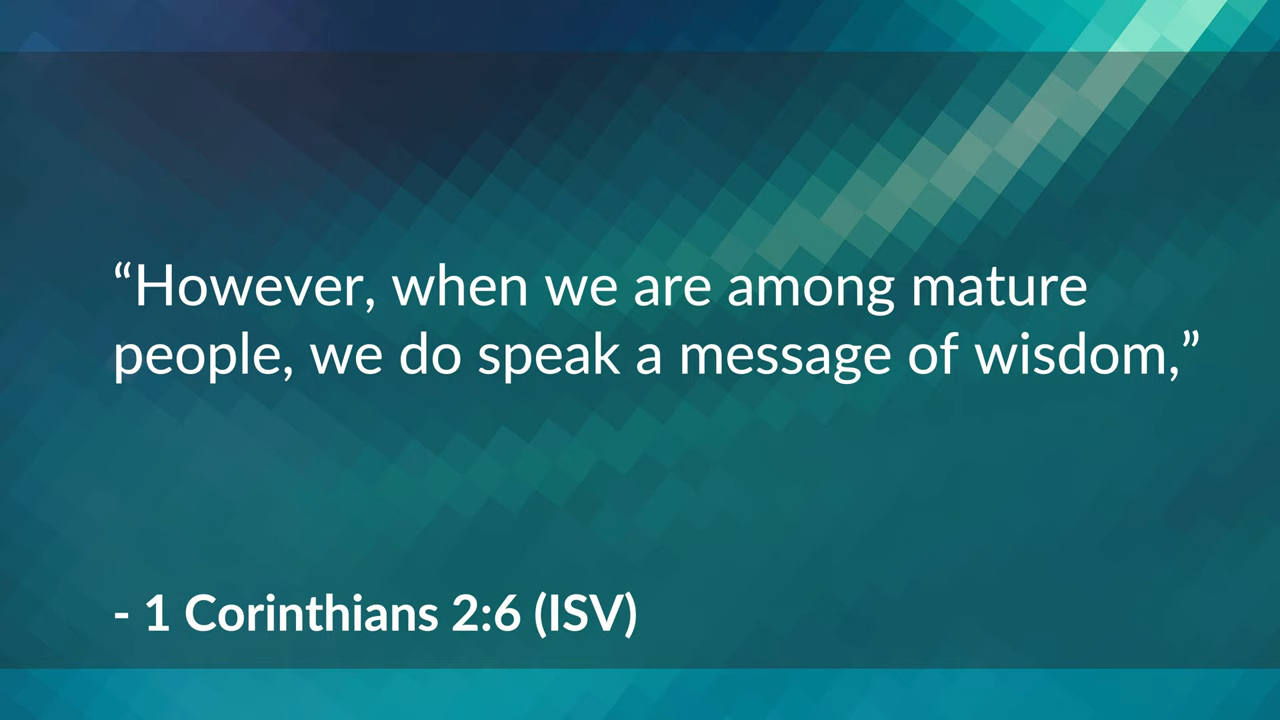 “However, when we are among mature
people, we do speak a message of wisdom,”
- 1 Corinthians 2:6 (ISV)